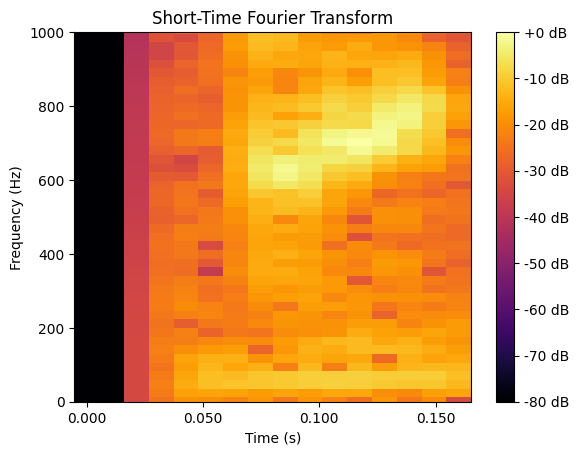 Short-Time Fourier Transform
1000
800
600
400
200
0
Frequency (Hz)
0.000
0.050
0.100
0.150
Time (s)
+0 dB
-10 dB
-20 dB
-30 dB
-40 dB
-50 dB
-60 dB
-70 dB
-80 dB